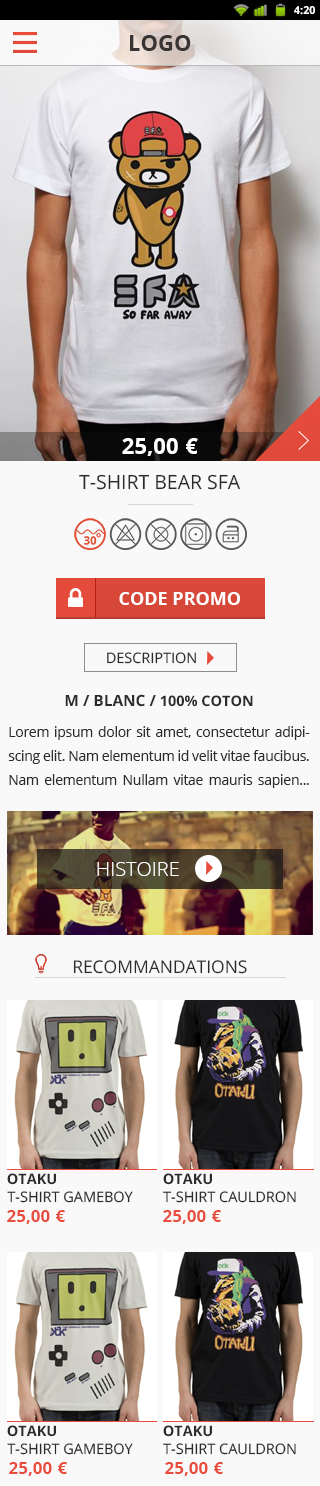 4:20
LOGO
SFA
SO FAR AWAY
25,00 €
T-SHIRT BEAR SFA
30°
CODE PROMO
DESCRIPTION
M / BLANC / 100% COTON
Lorem ipsum dolor sit amet, consectetur adipi-
scing elit. Nam elementum id velit vitae faucibus.
Nam elementum Nullam vitae mauris sapien...
SFA
HISTOIRE
RECOMMANDATIONS
OTAKU
OTAKU
T-SHIRT GAMEBOY
25,00 €
OTAKU
T-SHIRT CAULDRON
25,00 €
OTAKU
OTAKU
T-SHIRT GAMEBOY
25,00 €
OTAKU
T-SHIRT CAULDRON
25,00 €